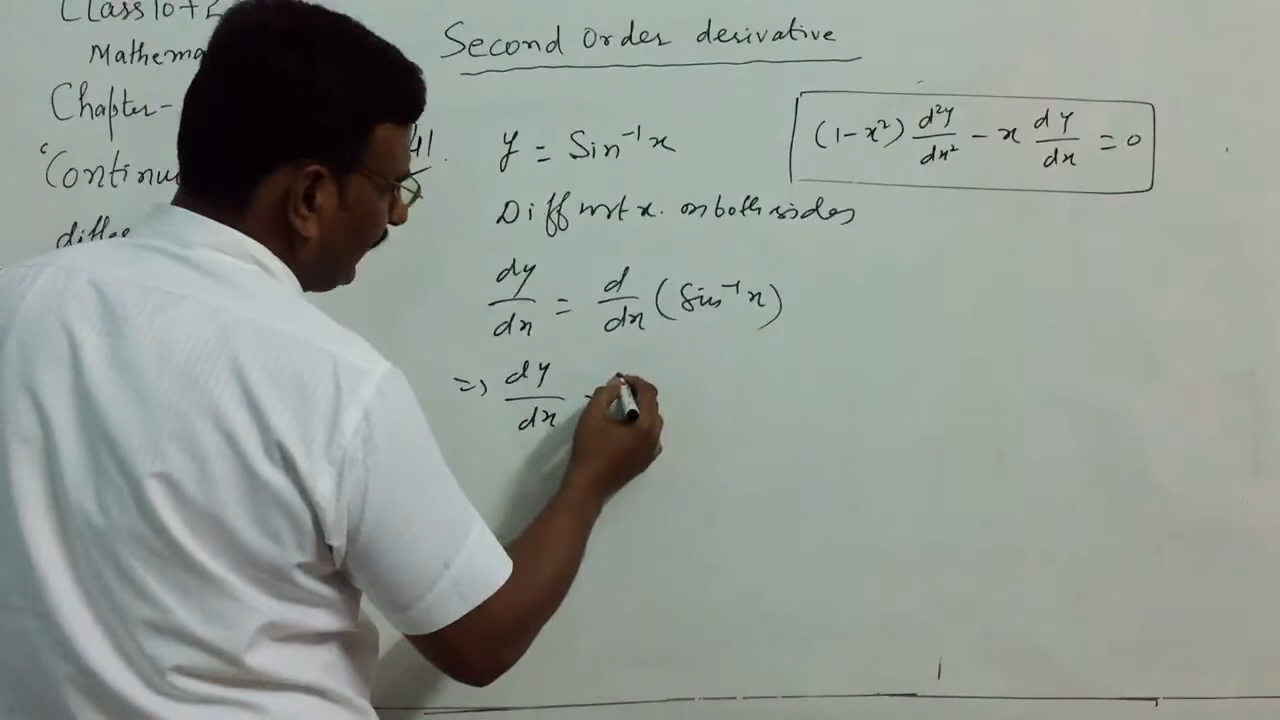 Class 10+2
Mathema
Chapter-
"Continu
diffe
41.
Second order derivative
y = Sin⁻¹x
(1-x²) d²y/dx² - x dy/dx = 0
Diff wrt x. on both sides
dy/dx = d/dx (Sin⁻¹x)
=> dy/dx